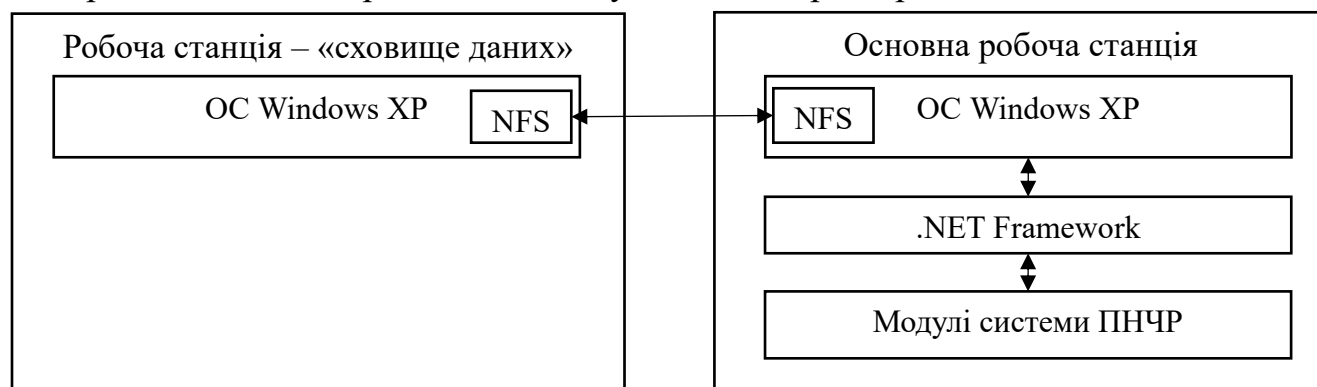 Робоча станція – «сховище даних»
ОС Windows XP
NFS
Основна робоча станція
NFS
ОС Windows XP
.NET Framework
Модулі системи ПНЧР